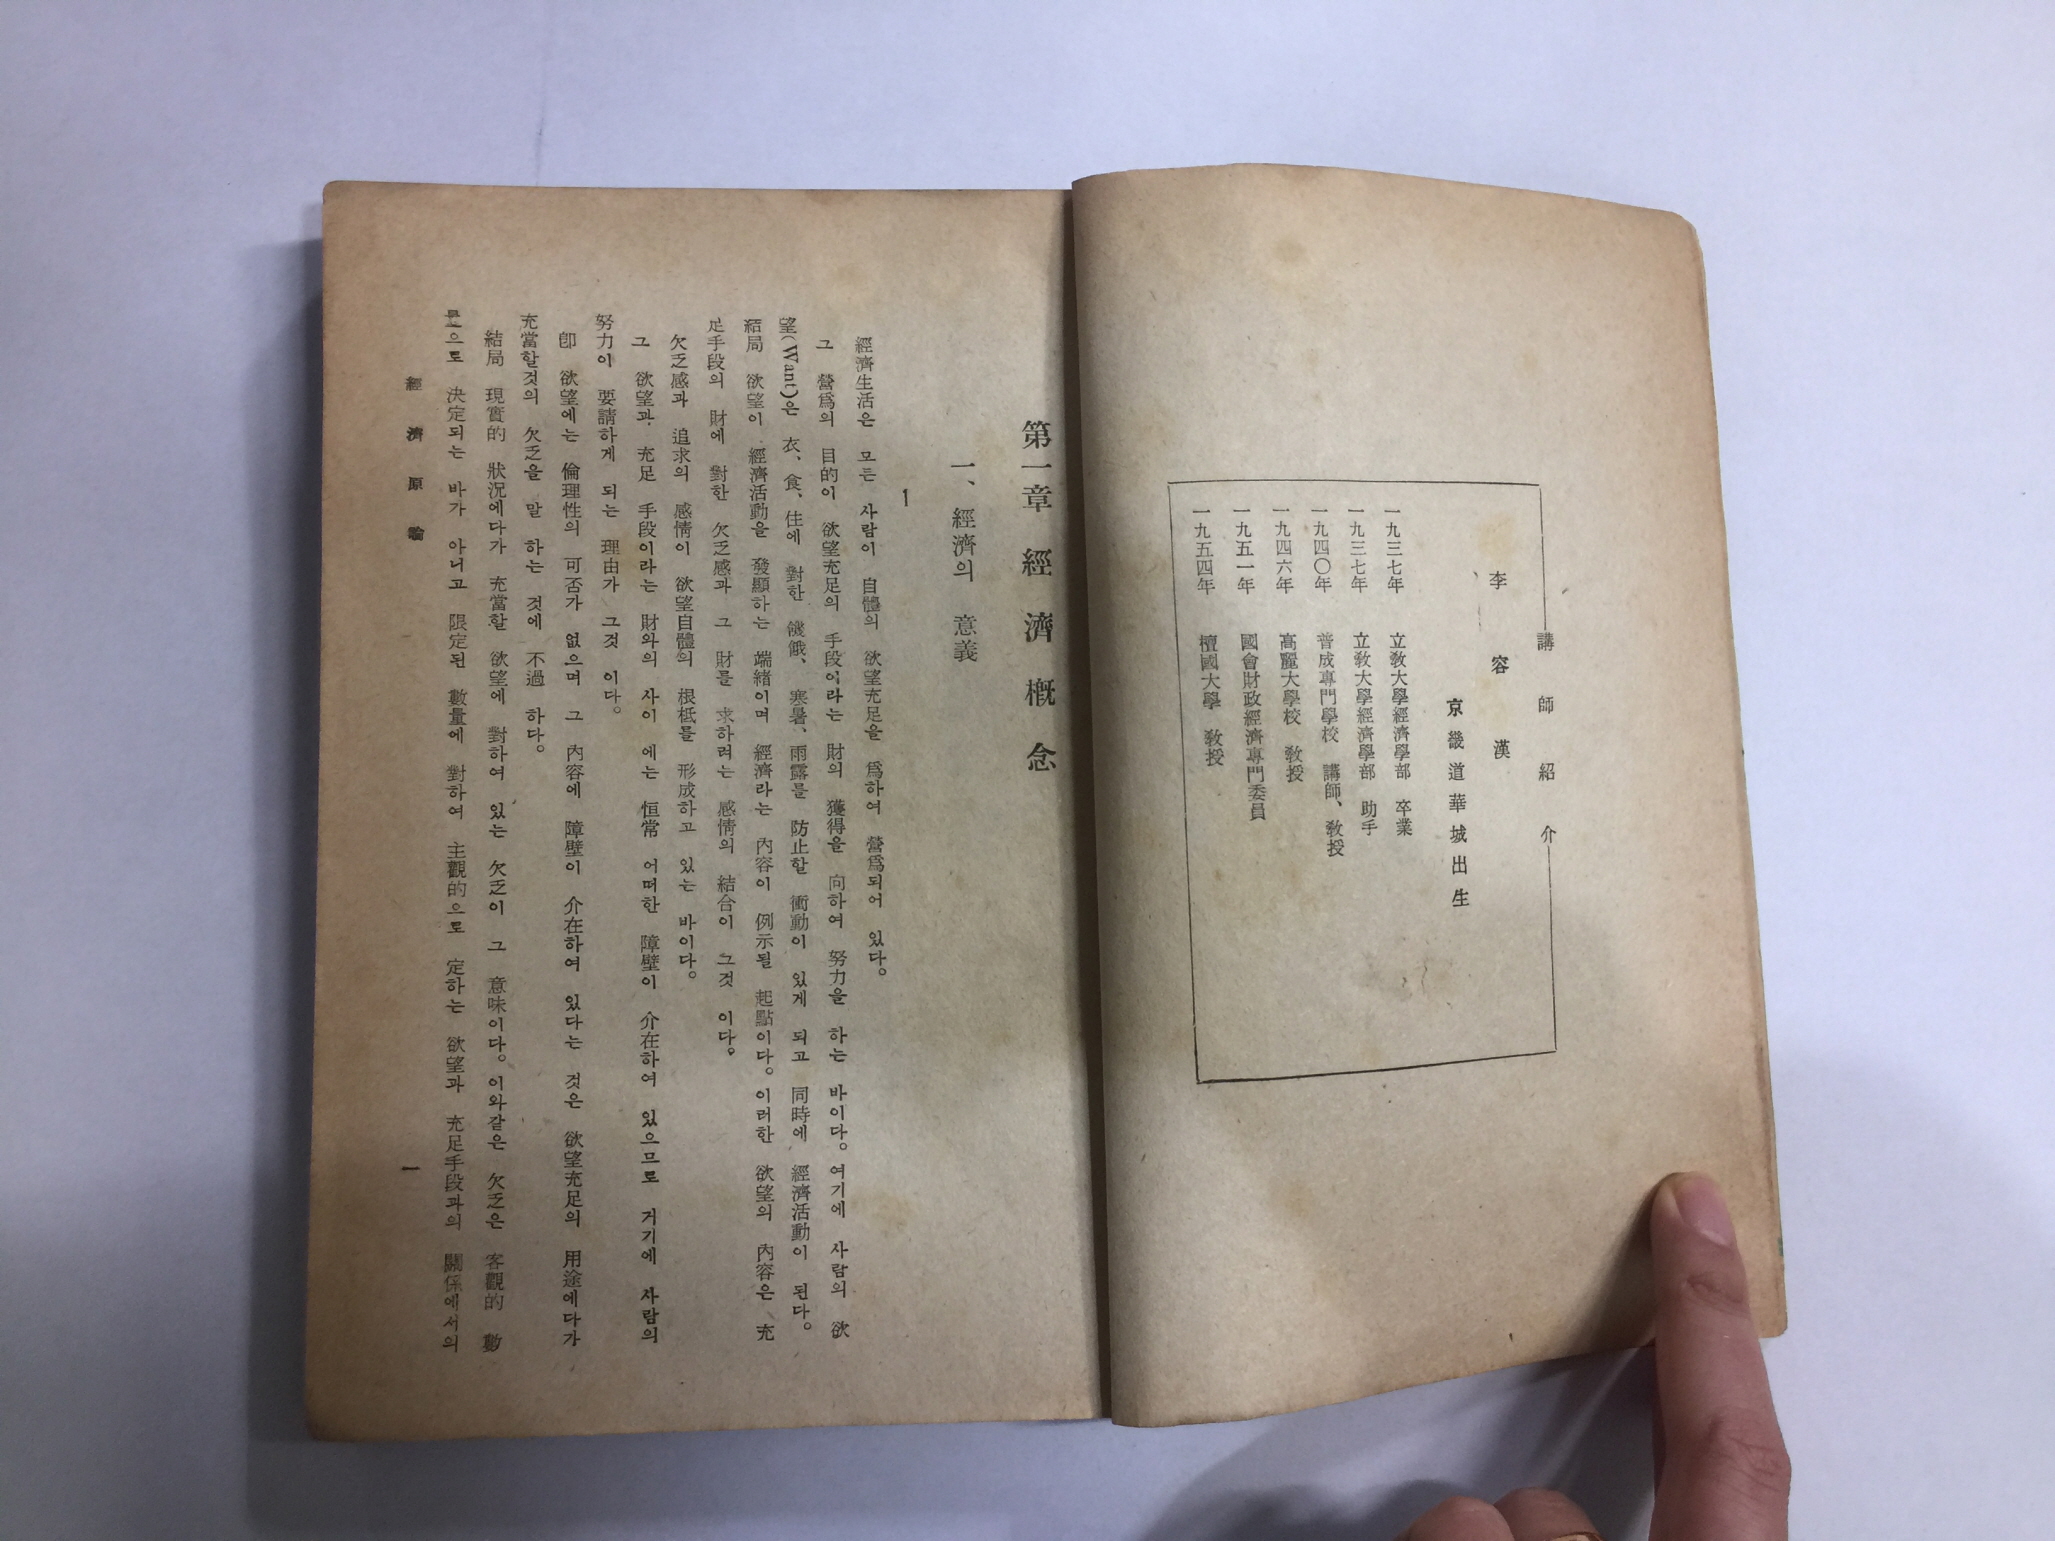 講師紹介
李容漢
京畿道華城出生
一九三七年 立敎大學經濟學部 卒業
一九三七年 立敎大學經濟學部 助手
一九四〇年 普成專門學校 講師、敎授
一九四六年 高麗大學校 敎授
一九五一年 國會財政經濟專門委員
一九五四年 檀國大學 敎授
第一章 經濟槪念
一、經濟의 意義
1
經濟生活은 모든 사람이 自體의 欲望充足을 爲하여 營爲되어 있다。
그 營爲의 目的이 欲望充足의 手段이라는 財의 獲得을 向하여 努力을 하는 바이다。여기에 사람의 欲
望(Want)은 衣、食、住에 對한 饑餓、寒暑、雨露를 防止할 衝動이 있게 되고 同時에 經濟活動이 된다。
結局 欲望이 經濟活動을 發顯하는 端緖이며 經濟라는 內容이 例示될 起點이다。이러한 欲望의 內容은 充
足手段의 財에 對한 欠乏感과 그 財를 求하려는 感情의 結合이 그것 이다。
欠乏感과 追求의 感情이 欲望自體의 根柢를 形成하고 있는 바이다。
그 欲望과 充足 手段이라는 財와의 사이 에는 恒常 어떠한 障壁이 介在하여 있으므로 거기에 사람의
努力이 要請하게 되는 理由가 그것 이다。
卽 欲望에는 倫理性의 可否가 없으며 그 內容에 障壁이 介在하여 있다는 것은 欲望充足의 用途에다가
充當할것의 欠乏을 말 하는 것에 不過 하다。
結局 現實的 狀況에다가 充當할 欲望에 對하여 있는 欠乏이 그 意味이다。이와같은 欠乏은 客觀的 數
量으로 決定되는 바가 아니고 限定된 數量에 對하여 主觀的으로 定하는 欲望과 充足手段과의 關係에서의
經濟原論
一